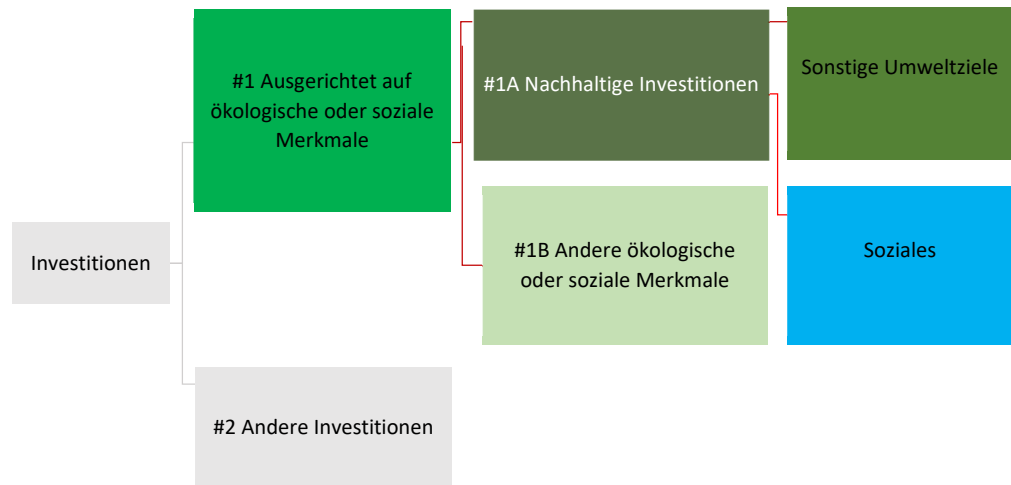 Investitionen
#1 Ausgerichtet auf
ökologische oder soziale
Merkmale
#2 Andere Investitionen
#1A Nachhaltige Investitionen
#1B Andere ökologische
oder soziale Merkmale
Sonstige Umweltziele
Soziales